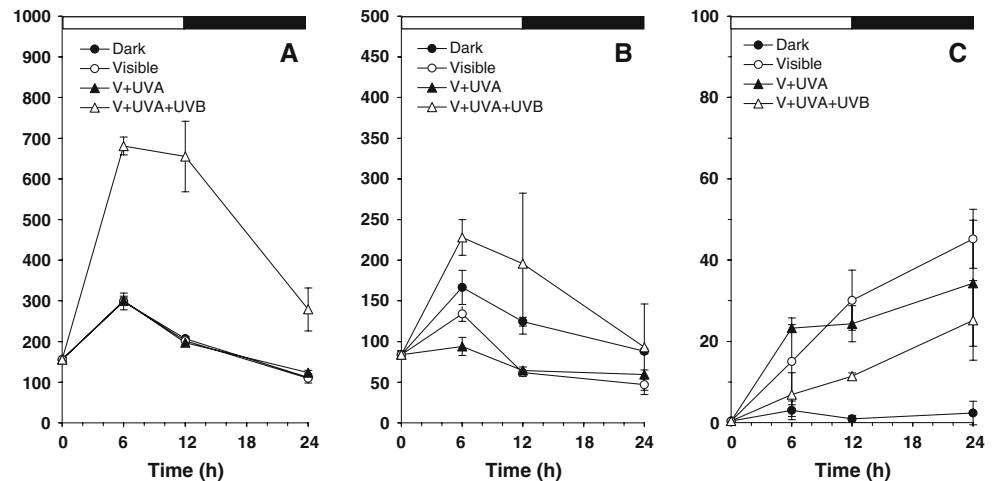 A
Dark
Visible
V+UVA
V+UVA+UVB
1000
900
800
700
600
500
400
300
200
100
0
0 6 12 18 24
Time (h)
B
Dark
Visible
V+UVA
V+UVA+UVB
500
450
400
350
300
250
200
150
100
50
0
0 6 12 18 24
Time (h)
C
Dark
Visible
V+UVA
V+UVA+UVB
100
80
60
40
20
0
0 6 12 18 24
Time (h)